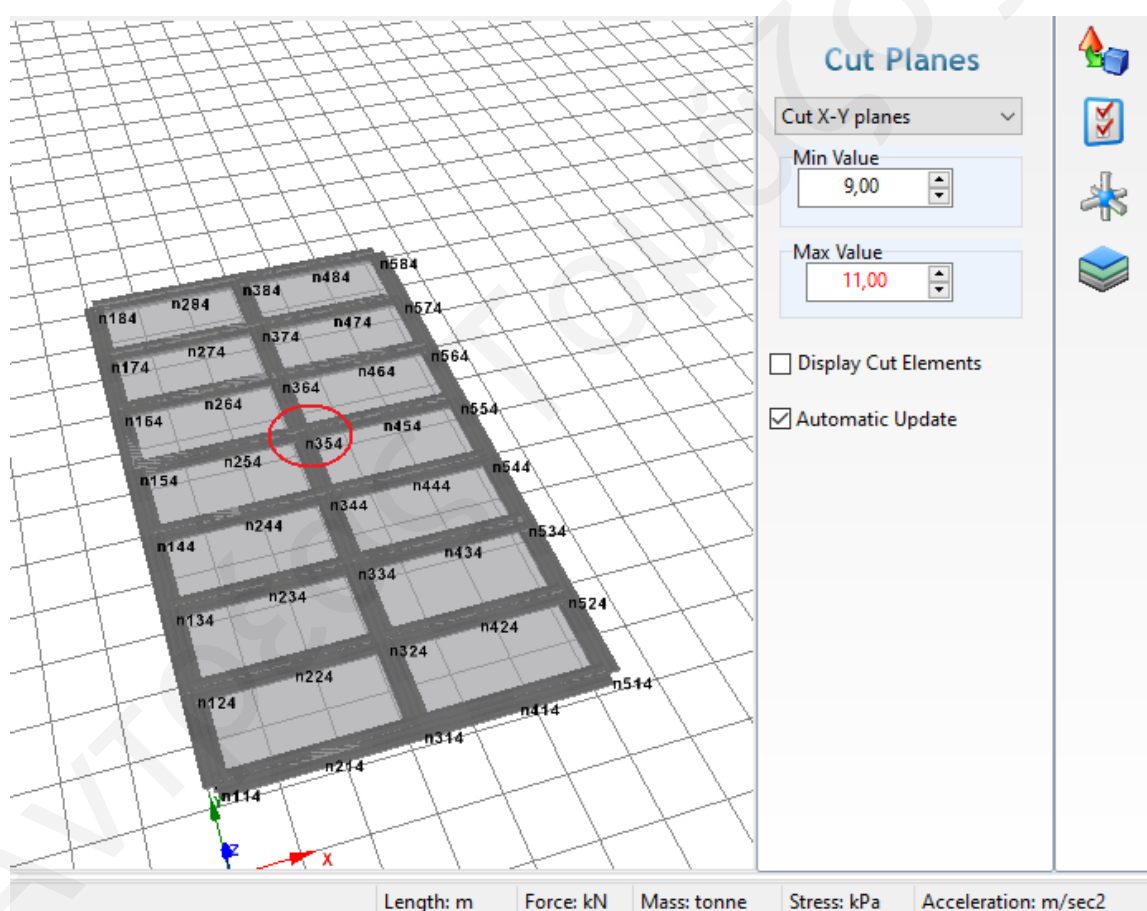 Cut Planes
Cut X-Y planes
Min Value
9,00
Max Value
11,00
Display Cut Elements
Automatic Update
n584
n484
n384
n284
n184
n574
n474
n374
n274
n174
n564
n464
n364
n264
n164
n554
n454
n354
n254
n154
n544
n444
n344
n244
n144
n534
n434
n334
n234
n134
n524
n424
n324
n224
n124
n514
n414
n314
n214
n114
Z
X
Length: m
Force: kN
Mass: tonne
Stress: kPa
Acceleration: m/sec2